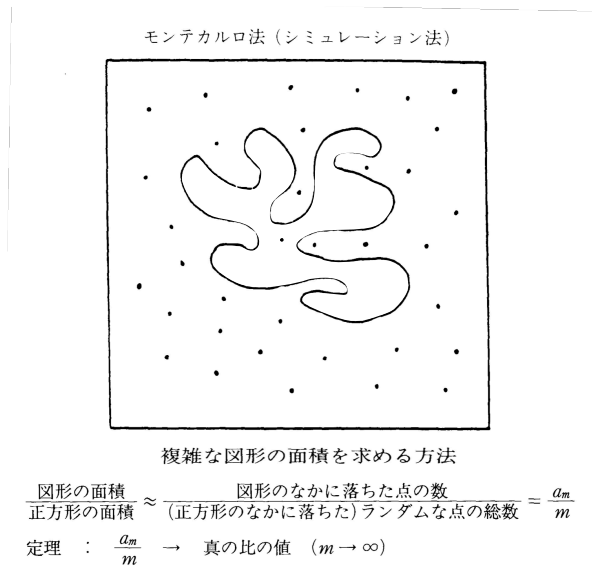 モンテカルロ法（シミュレーション法）
複雑な図形の面積を求める方法
図形の面積/正方形の面積 ≈ 図形のなかに落ちた点の数/(正方形のなかに落ちた)ランダムな点の総数 = aₘ/m
定理 : aₘ/m → 真の比の値 (m→∞)